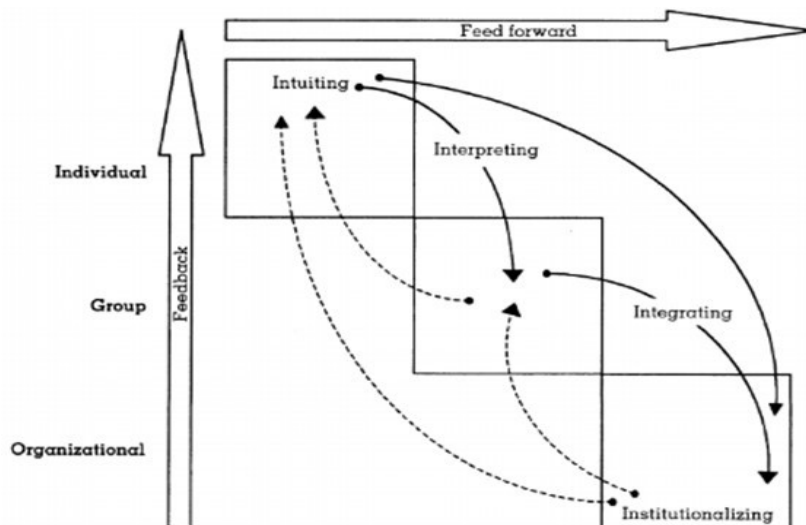 Feed forward
Intuiting
Interpreting
Individual
Feedback
Group
Integrating
Organizational
Institutionalizing